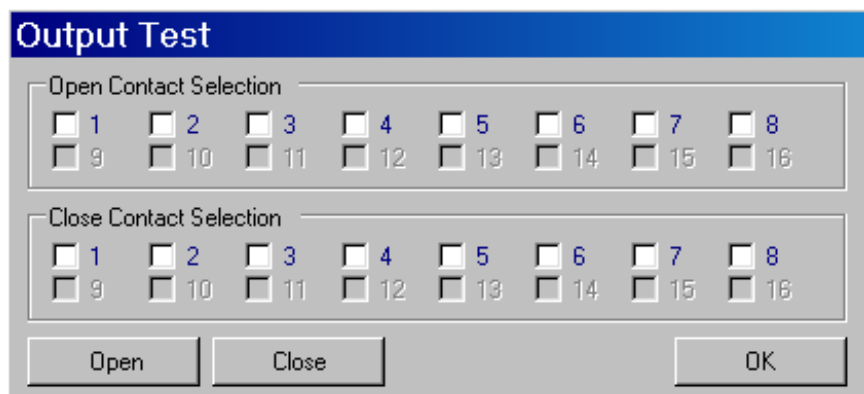 Output Test
Open Contact Selection
1 2 3 4 5 6 7 8
9 10 11 12 13 14 15 16
Close Contact Selection
1 2 3 4 5 6 7 8
9 10 11 12 13 14 15 16
Open Close OK